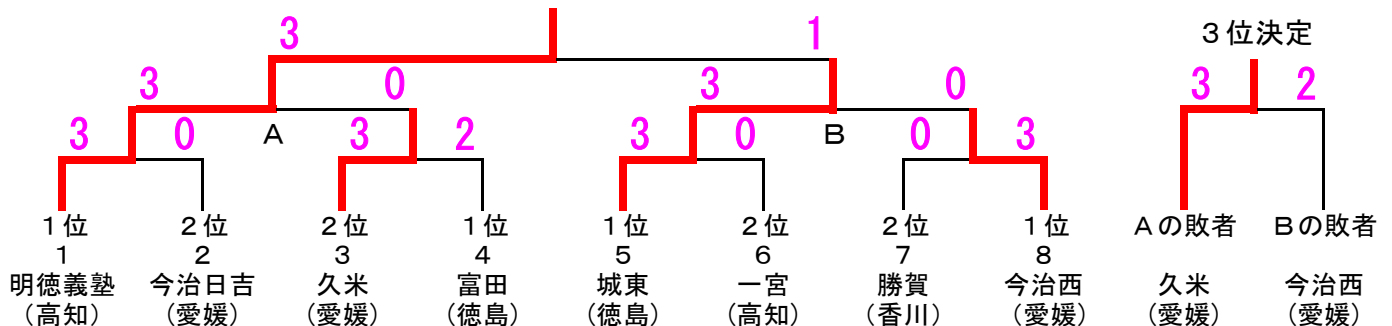 3 1 3位決定
3 0 3 0 3 2
3 0 A 3 2 3 0 B 0 3
1位 2位 2位 1位 1位 2位 2位 1位 Aの敗者 Bの敗者
1 2 3 4 5 6 7 8
明徳義塾 今治日吉 久米 富田 城東 一宮 勝賀 今治西 久米 今治西
（高知） （愛媛） （愛媛） （徳島） （徳島） （高知） （香川） （愛媛） （愛媛） （愛媛）